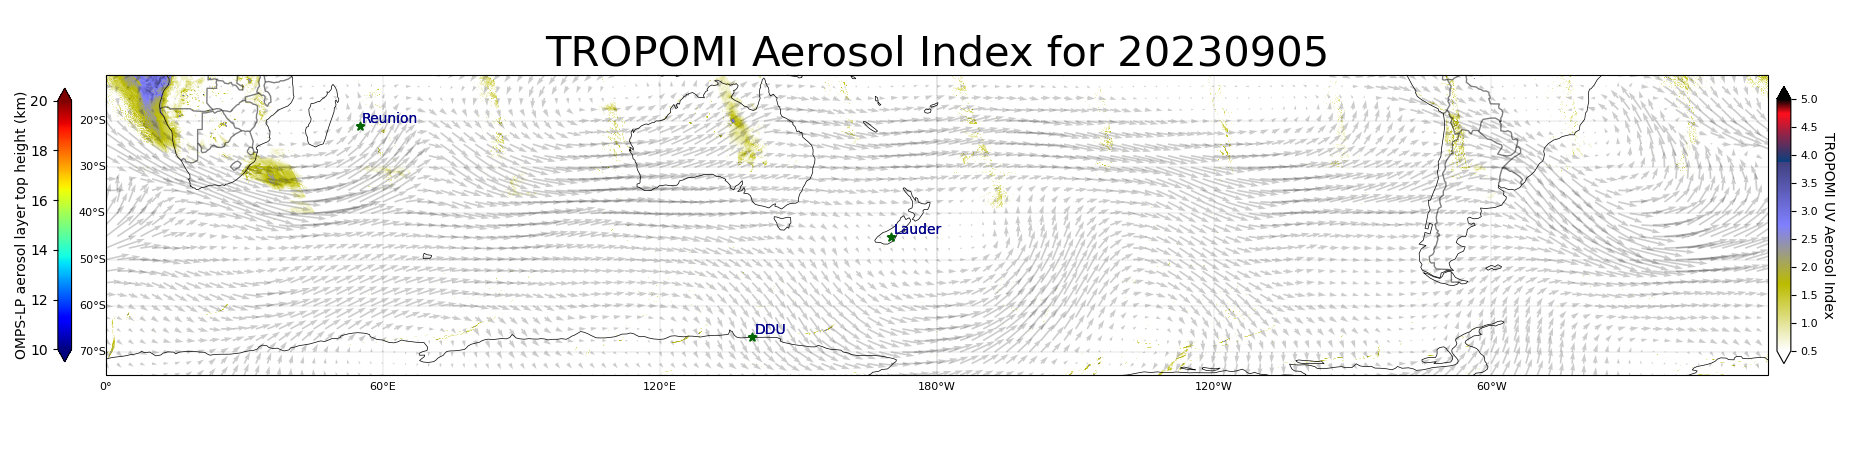 TROPOMI Aerosol Index for 20230905
OMPS-LP aerosol layer top height (km)
20
18
16
14
12
10
20°S
30°S
40°S
50°S
60°S
70°S
0°
60°E
120°E
180°W
120°W
60°W
Reunion
Lauder
DDU
5.0
4.5
4.0
3.5
3.0
2.5
2.0
1.5
1.0
0.5
TROPOMI UV Aerosol Index